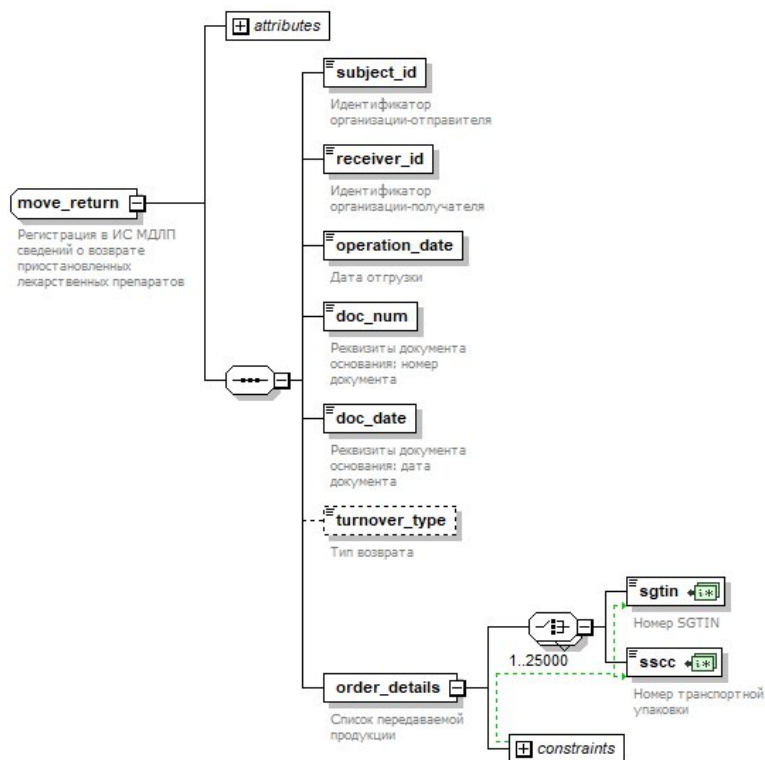 attributes
subject_id
Идентификатор
организации-отправителя
receiver_id
Идентификатор
организации-получателя
move_return
Регистрация в ИС МДЛП
сведений о возврате
приостановленных
лекарственных препаратов
operation_date
Дата отгрузки
doc_num
Реквизиты документа
основания: номер
документа
doc_date
Реквизиты документа
основания: дата
документа
turnover_type
Тип возврата
sgtin
Номер SGTIN
1..25000
sscc
Номер транспортной
упаковки
order_details
Список передаваемой
продукции
constraints